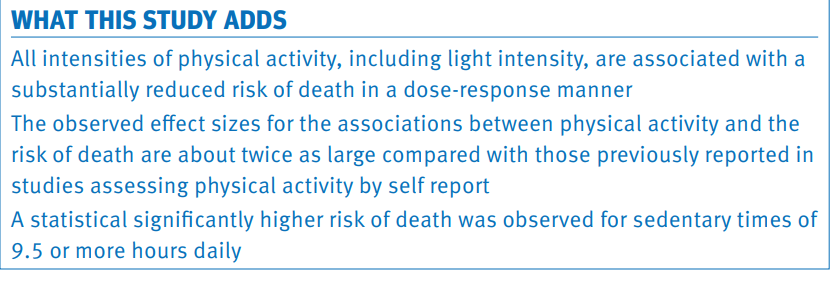 WHAT THIS STUDY ADDS
All intensities of physical activity, including light intensity, are associated with a
substantially reduced risk of death in a dose-response manner
The observed effect sizes for the associations between physical activity and the
risk of death are about twice as large compared with those previously reported in
studies assessing physical activity by self report
A statistical significantly higher risk of death was observed for sedentary times of
9.5 or more hours daily